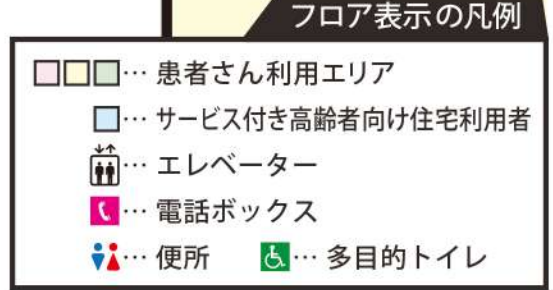 フロア表示の凡例
… 患者さん利用エリア
… サービス付き高齢者向け住宅利用者
… エレベーター
… 電話ボックス
… 便所 … 多目的トイレ